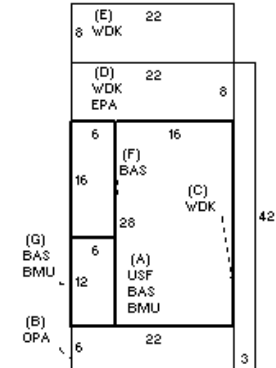 (E) 22
8 WDK
(D) 22
WDK 8
EPA
6 16
(F)
BAS
16
(C)
WDK
28 42
(G)
BAS
BMU
6
(A)
USF
BAS
BMU
12
(B)
OPA
6 22
3